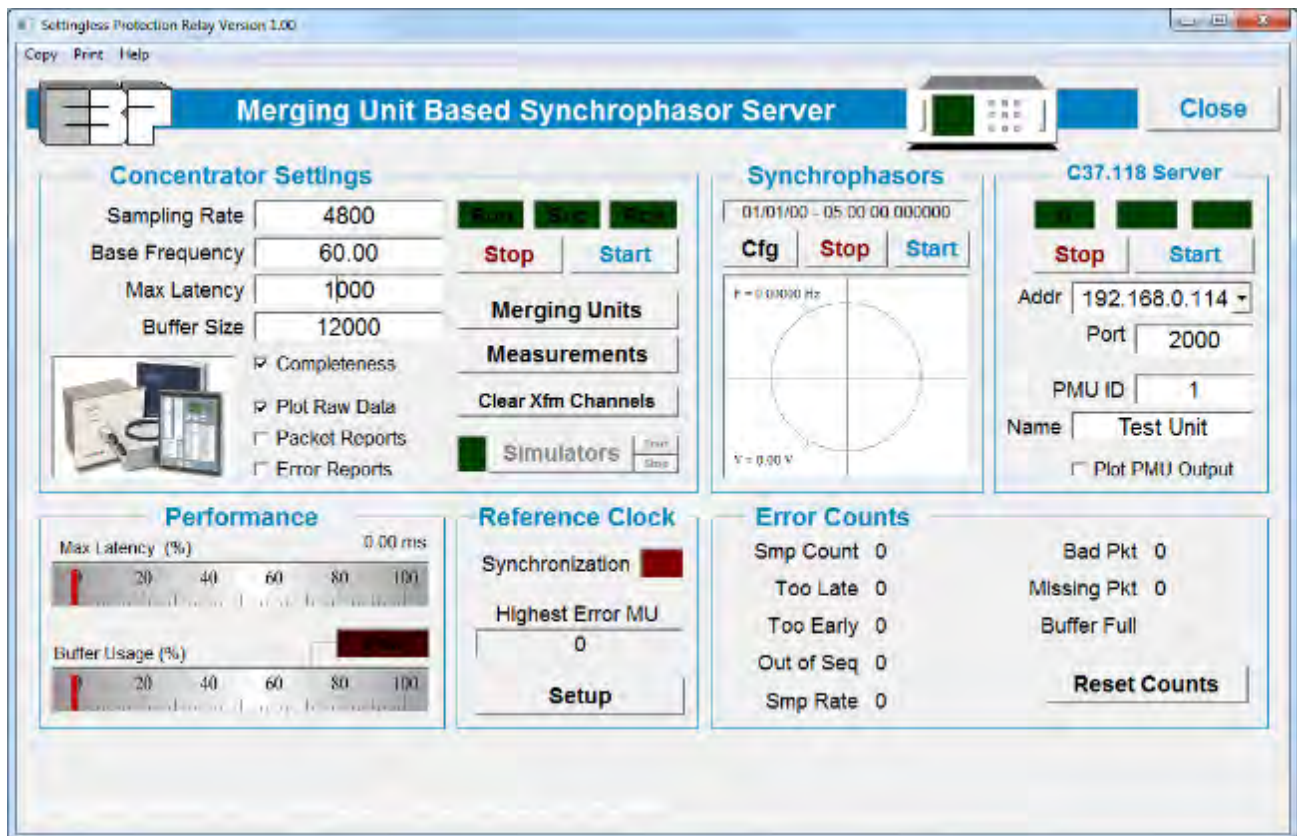 Settingless Protection Relay Version 1.00
Copy Print Help
Merging Unit Based Synchrophasor Server
Close
Concentrator Settings
Sampling Rate 4800
Base Frequency 60.00
Max Latency 1000
Buffer Size 12000
Completeness
Plot Raw Data
Packet Reports
Error Reports
Run
Stop Start
Merging Units
Measurements
Clear Xfm Channels
Simulators Start
Stop
Synchrophasors
01/01/00 - 05:00:00.000000
Cfg Stop Start
F = 0.00000 Hz
V = 0.00 V
C37.118 Server
0
Stop Start
Addr 192.168.0.114
Port 2000
PMU ID 1
Name Test Unit
Plot PMU Output
Performance
Max Latency (%) 0.00 ms
0 20 40 60 80 100
Buffer Usage (%)
0 20 40 60 80 100
Reference Clock
Synchronization
Highest Error MU
0
Setup
Error Counts
Smp Count 0
Too Late 0
Too Early 0
Out of Seq 0
Smp Rate 0
Bad Pkt 0
Missing Pkt 0
Buffer Full
Reset Counts